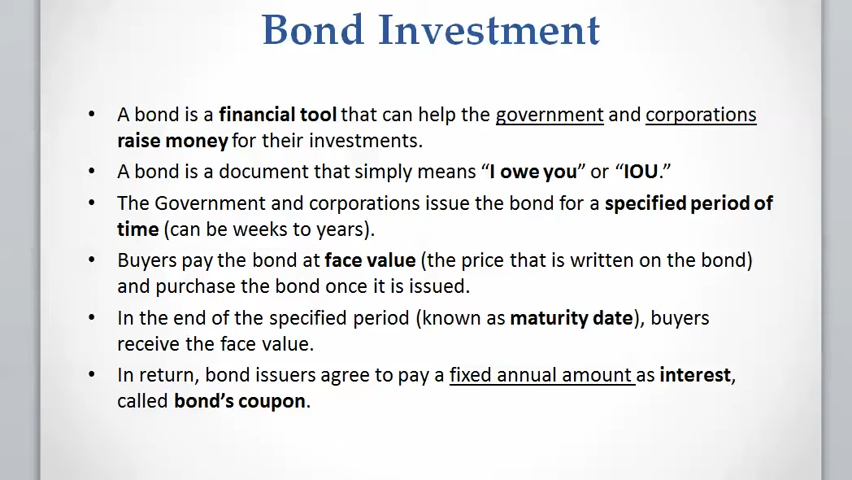 Bond Investment
• A bond is a financial tool that can help the government and corporations
raise money for their investments.
• A bond is a document that simply means “I owe you” or “IOU.”
• The Government and corporations issue the bond for a specified period of
time (can be weeks to years).
• Buyers pay the bond at face value (the price that is written on the bond)
and purchase the bond once it is issued.
• In the end of the specified period (known as maturity date), buyers
receive the face value.
• In return, bond issuers agree to pay a fixed annual amount as interest,
called bond’s coupon.